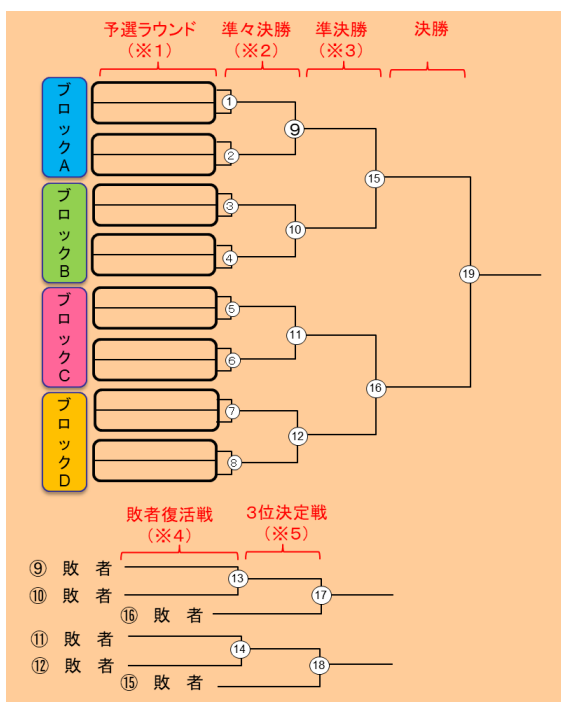 予選ラウンド
(※1)
準々決勝
(※2)
準決勝
(※3)
決勝
ブロックA
ブロックB
ブロックC
ブロックD
①
②
③
④
⑤
⑥
⑦
⑧
⑨
⑩
⑪
⑫
⑮
⑯
⑲
敗者復活戦
(※4)
3位決定戦
(※5)
⑨ 敗 者
⑩ 敗 者
⑬
⑯ 敗 者
⑰
⑪ 敗 者
⑫ 敗 者
⑭
⑮ 敗 者
⑱